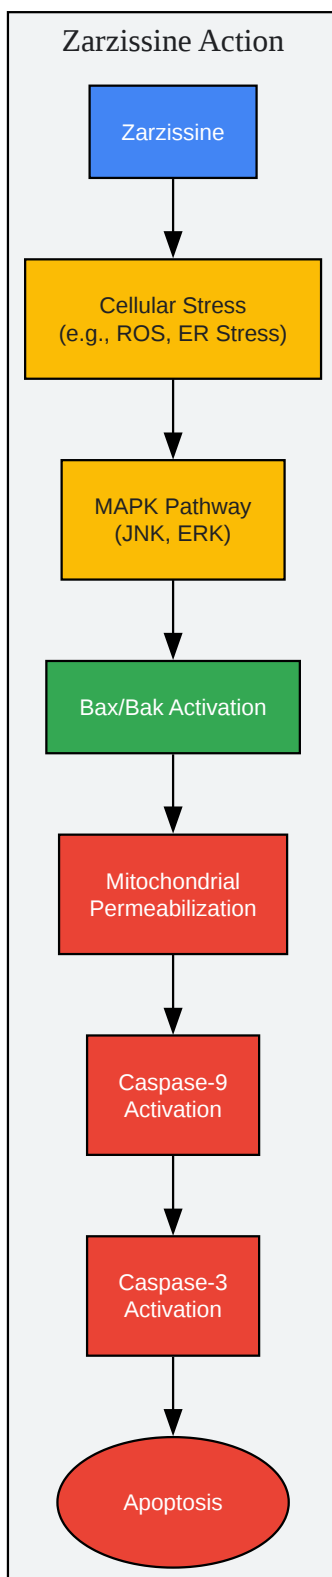 Zarzissine Action
Zarzissine
Cellular Stress
(e.g., ROS, ER Stress)
MAPK Pathway
(JNK, ERK)
Bax/Bak Activation
Mitochondrial
Permeabilization
Caspase-9
Activation
Caspase-3
Activation
Apoptosis